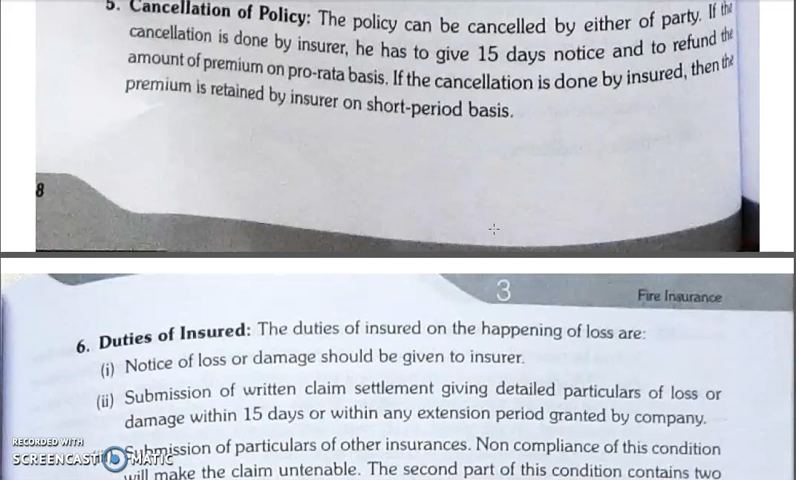 5. Cancellation of Policy: The policy can be cancelled by either of party. If the
cancellation is done by insurer, he has to give 15 days notice and to refund the
amount of premium on pro-rata basis. If the cancellation is done by insured, then the
premium is retained by insurer on short-period basis.
8
3 Fire Insurance
6. Duties of Insured: The duties of insured on the happening of loss are:
(i) Notice of loss or damage should be given to insurer.
(ii) Submission of written claim settlement giving detailed particulars of loss or
damage within 15 days or within any extension period granted by company.
Submission of particulars of other insurances. Non compliance of this condition
will make the claim untenable. The second part of this condition contains two
RECORDED WITH
SCREENCAST-O-MATIC